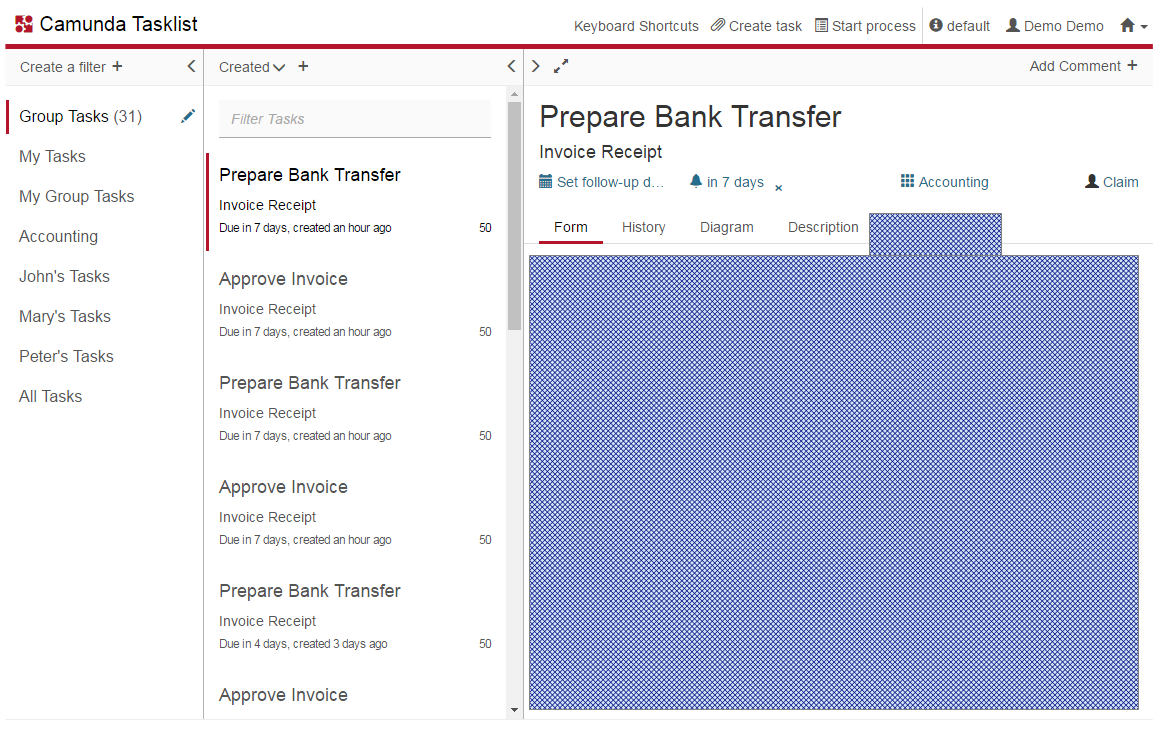 Camunda Tasklist
Keyboard Shortcuts Create task Start process default Demo Demo
Create a filter +
Created +
Add Comment +
Group Tasks (31)
My Tasks
My Group Tasks
Accounting
John's Tasks
Mary's Tasks
Peter's Tasks
All Tasks
Filter Tasks
Prepare Bank Transfer
Invoice Receipt
Due in 7 days, created an hour ago 50
Approve Invoice
Invoice Receipt
Due in 7 days, created an hour ago 50
Prepare Bank Transfer
Invoice Receipt
Due in 7 days, created an hour ago 50
Approve Invoice
Invoice Receipt
Due in 7 days, created an hour ago 50
Prepare Bank Transfer
Invoice Receipt
Due in 4 days, created 3 days ago 50
Approve Invoice
Prepare Bank Transfer
Invoice Receipt
Set follow-up d... in 7 days × Accounting Claim
Form History Diagram Description